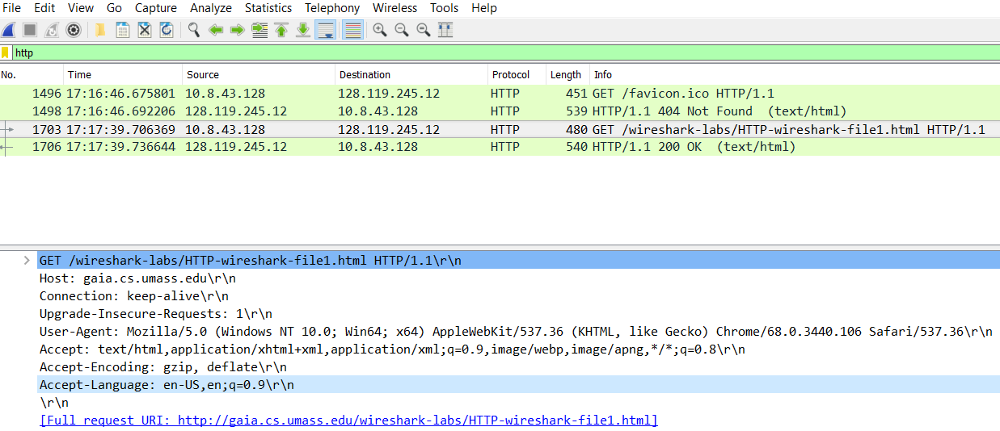 File Edit View Go Capture Analyze Statistics Telephony Wireless Tools Help
http
No. Time Source Destination Protocol Length Info
1496 17:16:46.675801 10.8.43.128 128.119.245.12 HTTP 451 GET /favicon.ico HTTP/1.1
1498 17:16:46.692206 128.119.245.12 10.8.43.128 HTTP 539 HTTP/1.1 404 Not Found (text/html)
1703 17:17:39.706369 10.8.43.128 128.119.245.12 HTTP 480 GET /wireshark-labs/HTTP-wireshark-file1.html HTTP/1.1
1706 17:17:39.736644 128.119.245.12 10.8.43.128 HTTP 540 HTTP/1.1 200 OK (text/html)
GET /wireshark-labs/HTTP-wireshark-file1.html HTTP/1.1\r\n
Host: gaia.cs.umass.edu\r\n
Connection: keep-alive\r\n
Upgrade-Insecure-Requests: 1\r\n
User-Agent: Mozilla/5.0 (Windows NT 10.0; Win64; x64) AppleWebKit/537.36 (KHTML, like Gecko) Chrome/68.0.3440.106 Safari/537.36\r\n
Accept: text/html,application/xhtml+xml,application/xml;q=0.9,image/webp,image/apng,*/*;q=0.8\r\n
Accept-Encoding: gzip, deflate\r\n
Accept-Language: en-US,en;q=0.9\r\n
\r\n
[Full request URI: http://gaia.cs.umass.edu/wireshark-labs/HTTP-wireshark-file1.html]